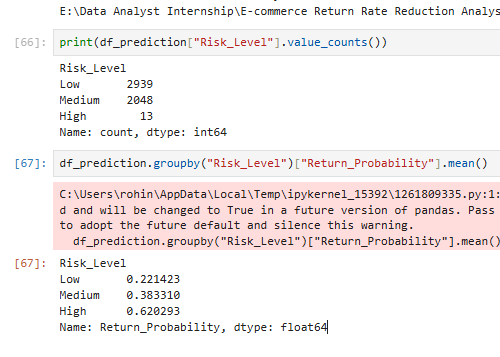 E:\Data Analyst Internship\E-commerce Return Rate Reduction Analys
[66]: print(df_prediction["Risk_Level"].value_counts())
Risk_Level
Low 2939
Medium 2048
High 13
Name: count, dtype: int64
[67]: df_prediction.groupby("Risk_Level")["Return_Probability"].mean()
C:\Users\rohin\AppData\Local\Temp\ipykernel_15392\1261809335.py:1:
d and will be changed to True in a future version of pandas. Pass
to adopt the future default and silence this warning.
df_prediction.groupby("Risk_Level")["Return_Probability"].mean()
[67]: Risk_Level
Low 0.221423
Medium 0.383310
High 0.620293
Name: Return_Probability, dtype: float64